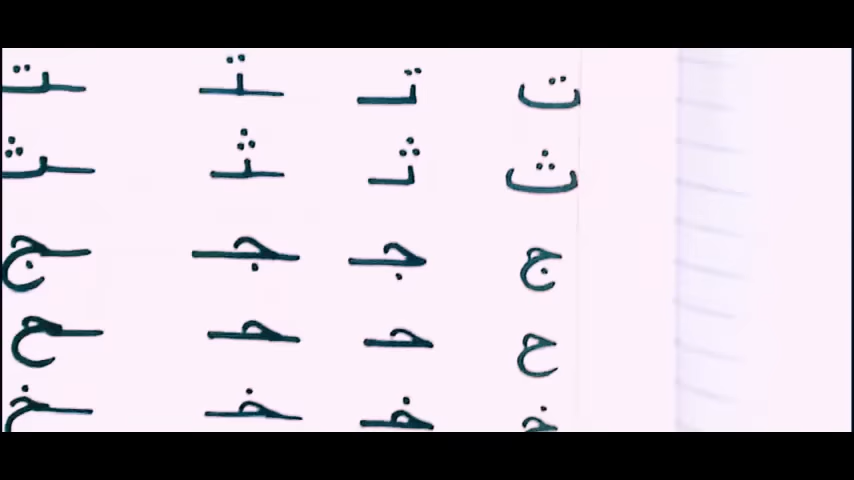 ت تـ ـتـ ـت
ث ثـ ـثـ ـث
ج جـ ـجـ ـج
ح حـ ـحـ ـح
خ خـ ـخـ ـخ